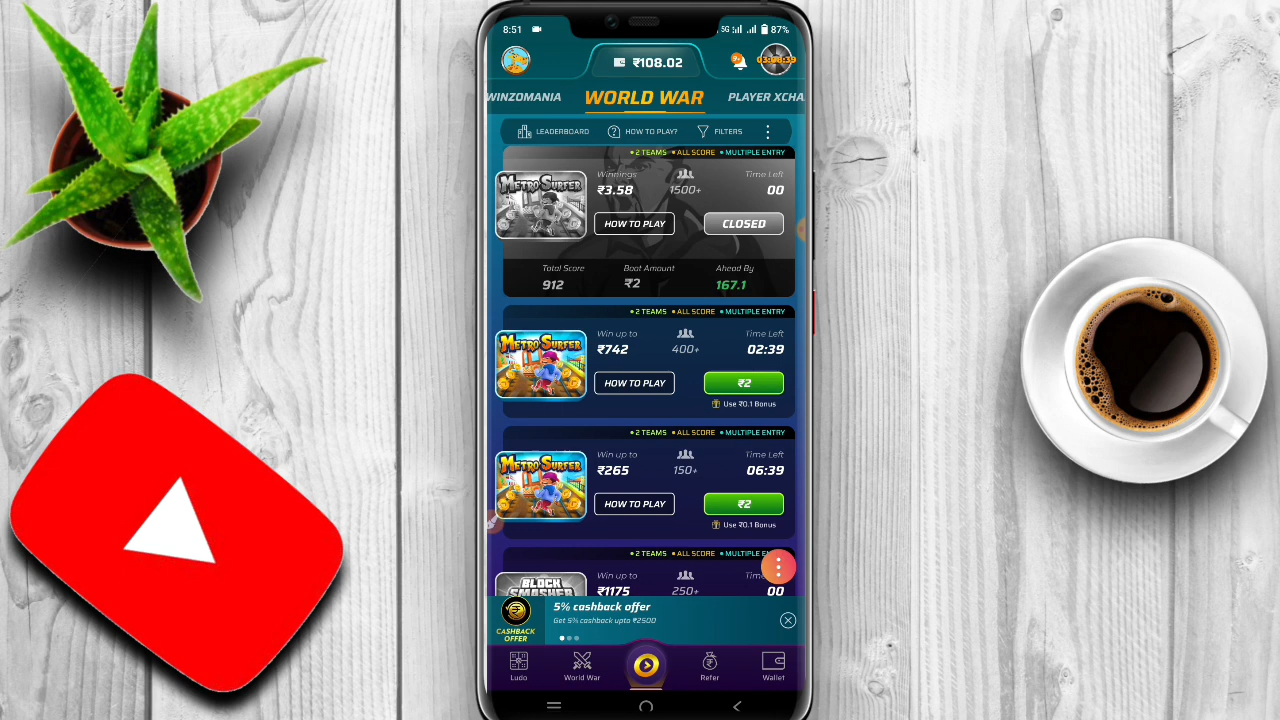 8:51
5G
87%
₹108.02
9+
03:08:39
WINZOMANIA
WORLD WAR
PLAYER XCHA
LEADERBOARD
HOW TO PLAY?
FILTERS
• 2 TEAMS • ALL SCORE • MULTIPLE ENTRY
METRO SURFER
Winnings
₹3.58
1500+
Time Left
00
HOW TO PLAY
CLOSED
Total Score
912
Boot Amount
₹2
Ahead By
167.1
• 2 TEAMS • ALL SCORE • MULTIPLE ENTRY
METRO SURFER
Win up to
₹742
400+
Time Left
02:39
HOW TO PLAY
₹2
Use ₹0.1 Bonus
• 2 TEAMS • ALL SCORE • MULTIPLE ENTRY
METRO SURFER
Win up to
₹265
150+
Time Left
06:39
HOW TO PLAY
₹2
Use ₹0.1 Bonus
• 2 TEAMS • ALL SCORE • MULTIPLE E
BLOCK
SMASHER
Win up to
₹1175
250+
Time
00
CASHBACK
OFFER
5% cashback offer
Get 5% cashback upto ₹2500
Ludo
World War
Refer
Wallet